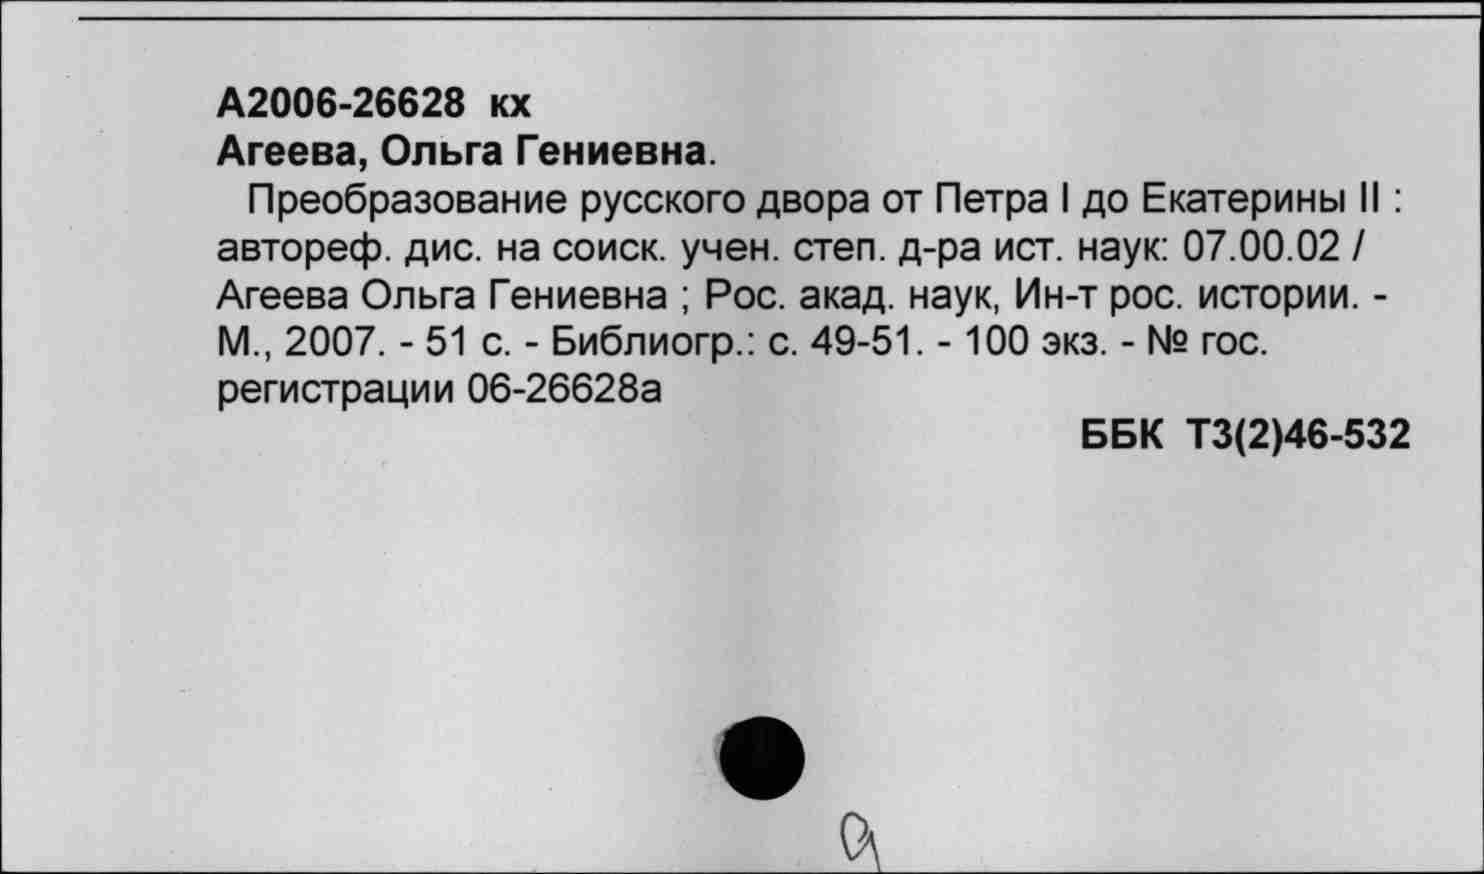 А2006-26628 кх
Агеева, Ольга Гениевна.
Преобразование русского двора от Петра I до Екатерины II :
автореф. дис. на соиск. учен. степ. д-ра ист. наук: 07.00.02 /
Агеева Ольга Гениевна ; Рос. акад. наук, Ин-т рос. истории. -
М., 2007. - 51 с. - Библиогр.: с. 49-51. - 100 экз. - № гос.
регистрации 06-26628а
ББК Т3(2)46-532